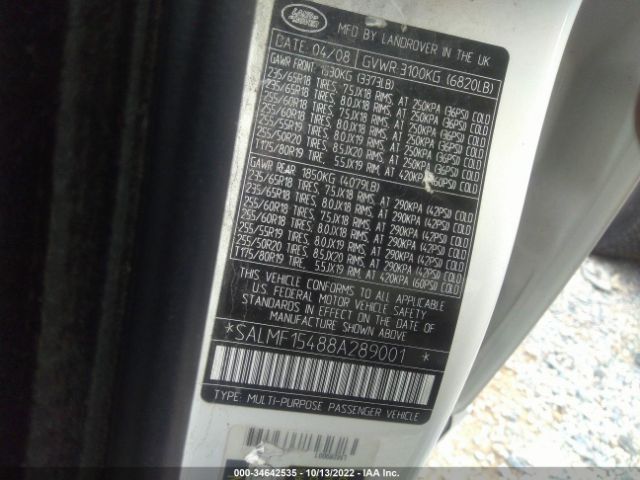 LAND-
ROVER
MFD BY LANDROVER IN THE UK
DATE: 04/08 GVWR 3100KG (6820LB)
GAWR FRONT 1530KG (3373LB)
235/65R18 TIRES, 7.5JX18 RIMS, AT 250KPA (36PSI) COLD
235/65R18 TIRES, 8.0JX18 RIMS, AT 250KPA (36PSI) COLD
255/60R18 TIRES, 7.5JX18 RIMS, AT 250KPA (36PSI) COLD
255/60R18 TIRES, 8.0JX18 RIMS, AT 250KPA (36PSI) COLD
255/55R19 TIRES, 8.0JX19 RIMS, AT 250KPA (36PSI) COLD
255/50R20 TIRES, 8.5JX20 RIMS, AT 250KPA (36PSI) COLD
T175/80R19 TIRE, 5.5JX19 RIM, AT 420KPA (60PSI) COLD
GAWR REAR 1850KG (4079LB)
235/65R18 TIRES, 7.5JX18 RIMS, AT 290KPA (42PSI) COLD
235/65R18 TIRES, 8.0JX18 RIMS, AT 290KPA (42PSI) COLD
255/60R18 TIRES, 7.5JX18 RIMS, AT 290KPA (42PSI) COLD
255/60R18 TIRES, 8.0JX18 RIMS, AT 290KPA (42PSI) COLD
255/55R19 TIRES, 8.0JX19 RIMS, AT 290KPA (42PSI) COLD
255/50R20 TIRES, 8.5JX20 RIMS, AT 290KPA (42PSI) COLD
T175/80R19 TIRE, 5.5JX19 RIM, AT 420KPA (60PSI) COLD
THIS VEHICLE CONFORMS TO ALL APPLICABLE
U.S. FEDERAL MOTOR VEHICLE SAFETY
STANDARDS IN EFFECT ON THE DATE OF
MANUFACTURE SHOWN ABOVE
*SALMF15488A289001*
TYPE: MULTI-PURPOSE PASSENGER VEHICLE
000-34642535 - 10/13/2022 - IAA Inc.